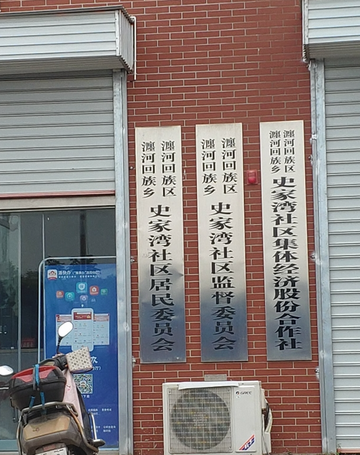 瀍河回族区
瀍河回族乡
史家湾社区居民委员会
瀍河回族区
瀍河回族乡
史家湾社区监督委员会
瀍河回族区
瀍河回族乡
史家湾社区集体经济股份合作社